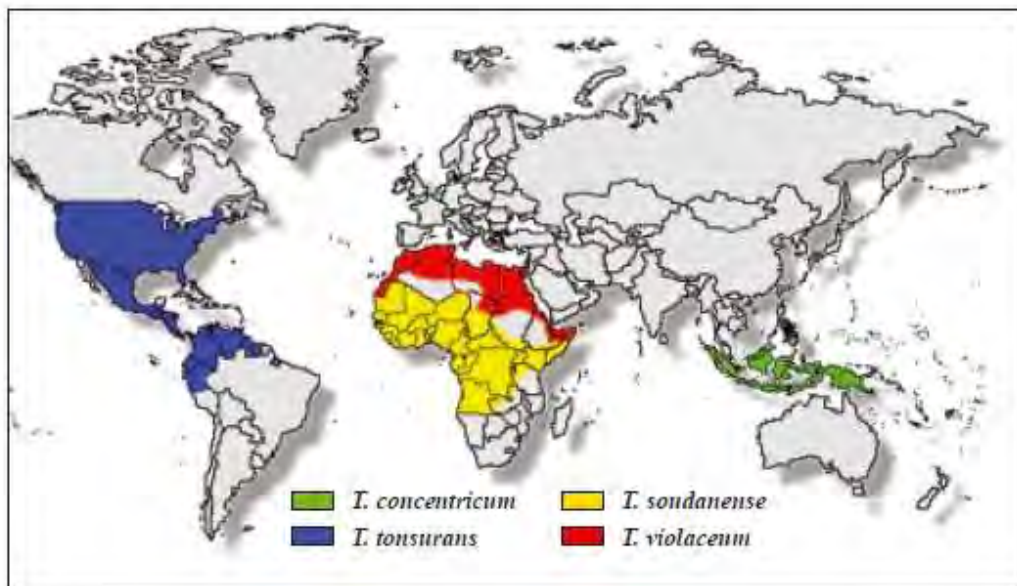 T. concentricum
T. soudanense
T. tonsurans
T. violaceum